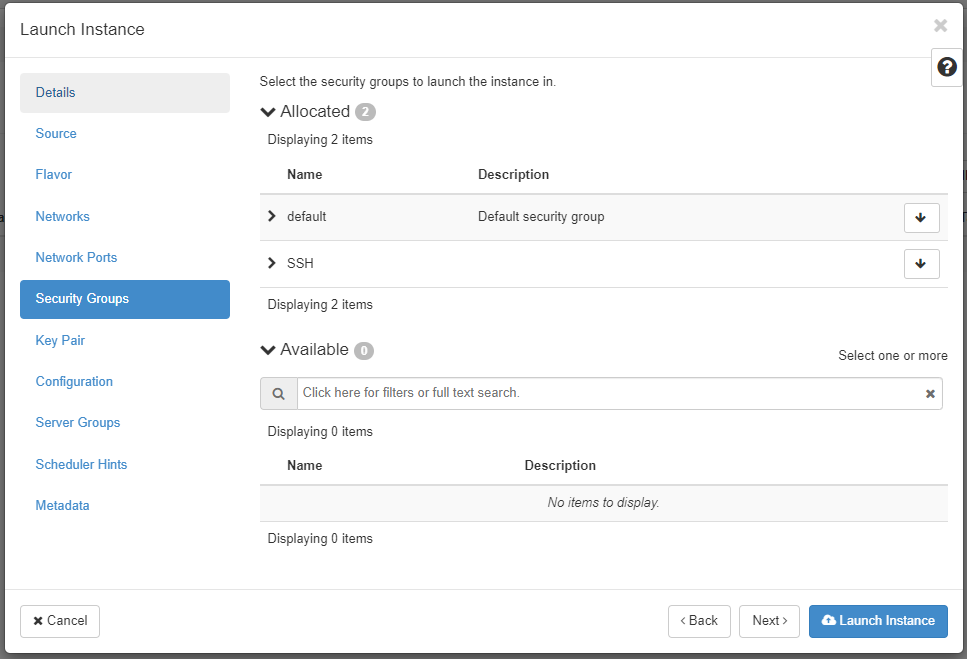 Launch Instance
Details
Source
Flavor
Networks
Network Ports
Security Groups
Key Pair
Configuration
Server Groups
Scheduler Hints
Metadata
Select the security groups to launch the instance in.
Allocated 2
Displaying 2 items
Name Description
default Default security group
SSH
Displaying 2 items
Available 0
Select one or more
Click here for filters or full text search.
Displaying 0 items
Name Description
No items to display.
Displaying 0 items
Cancel
Back
Next
Launch Instance